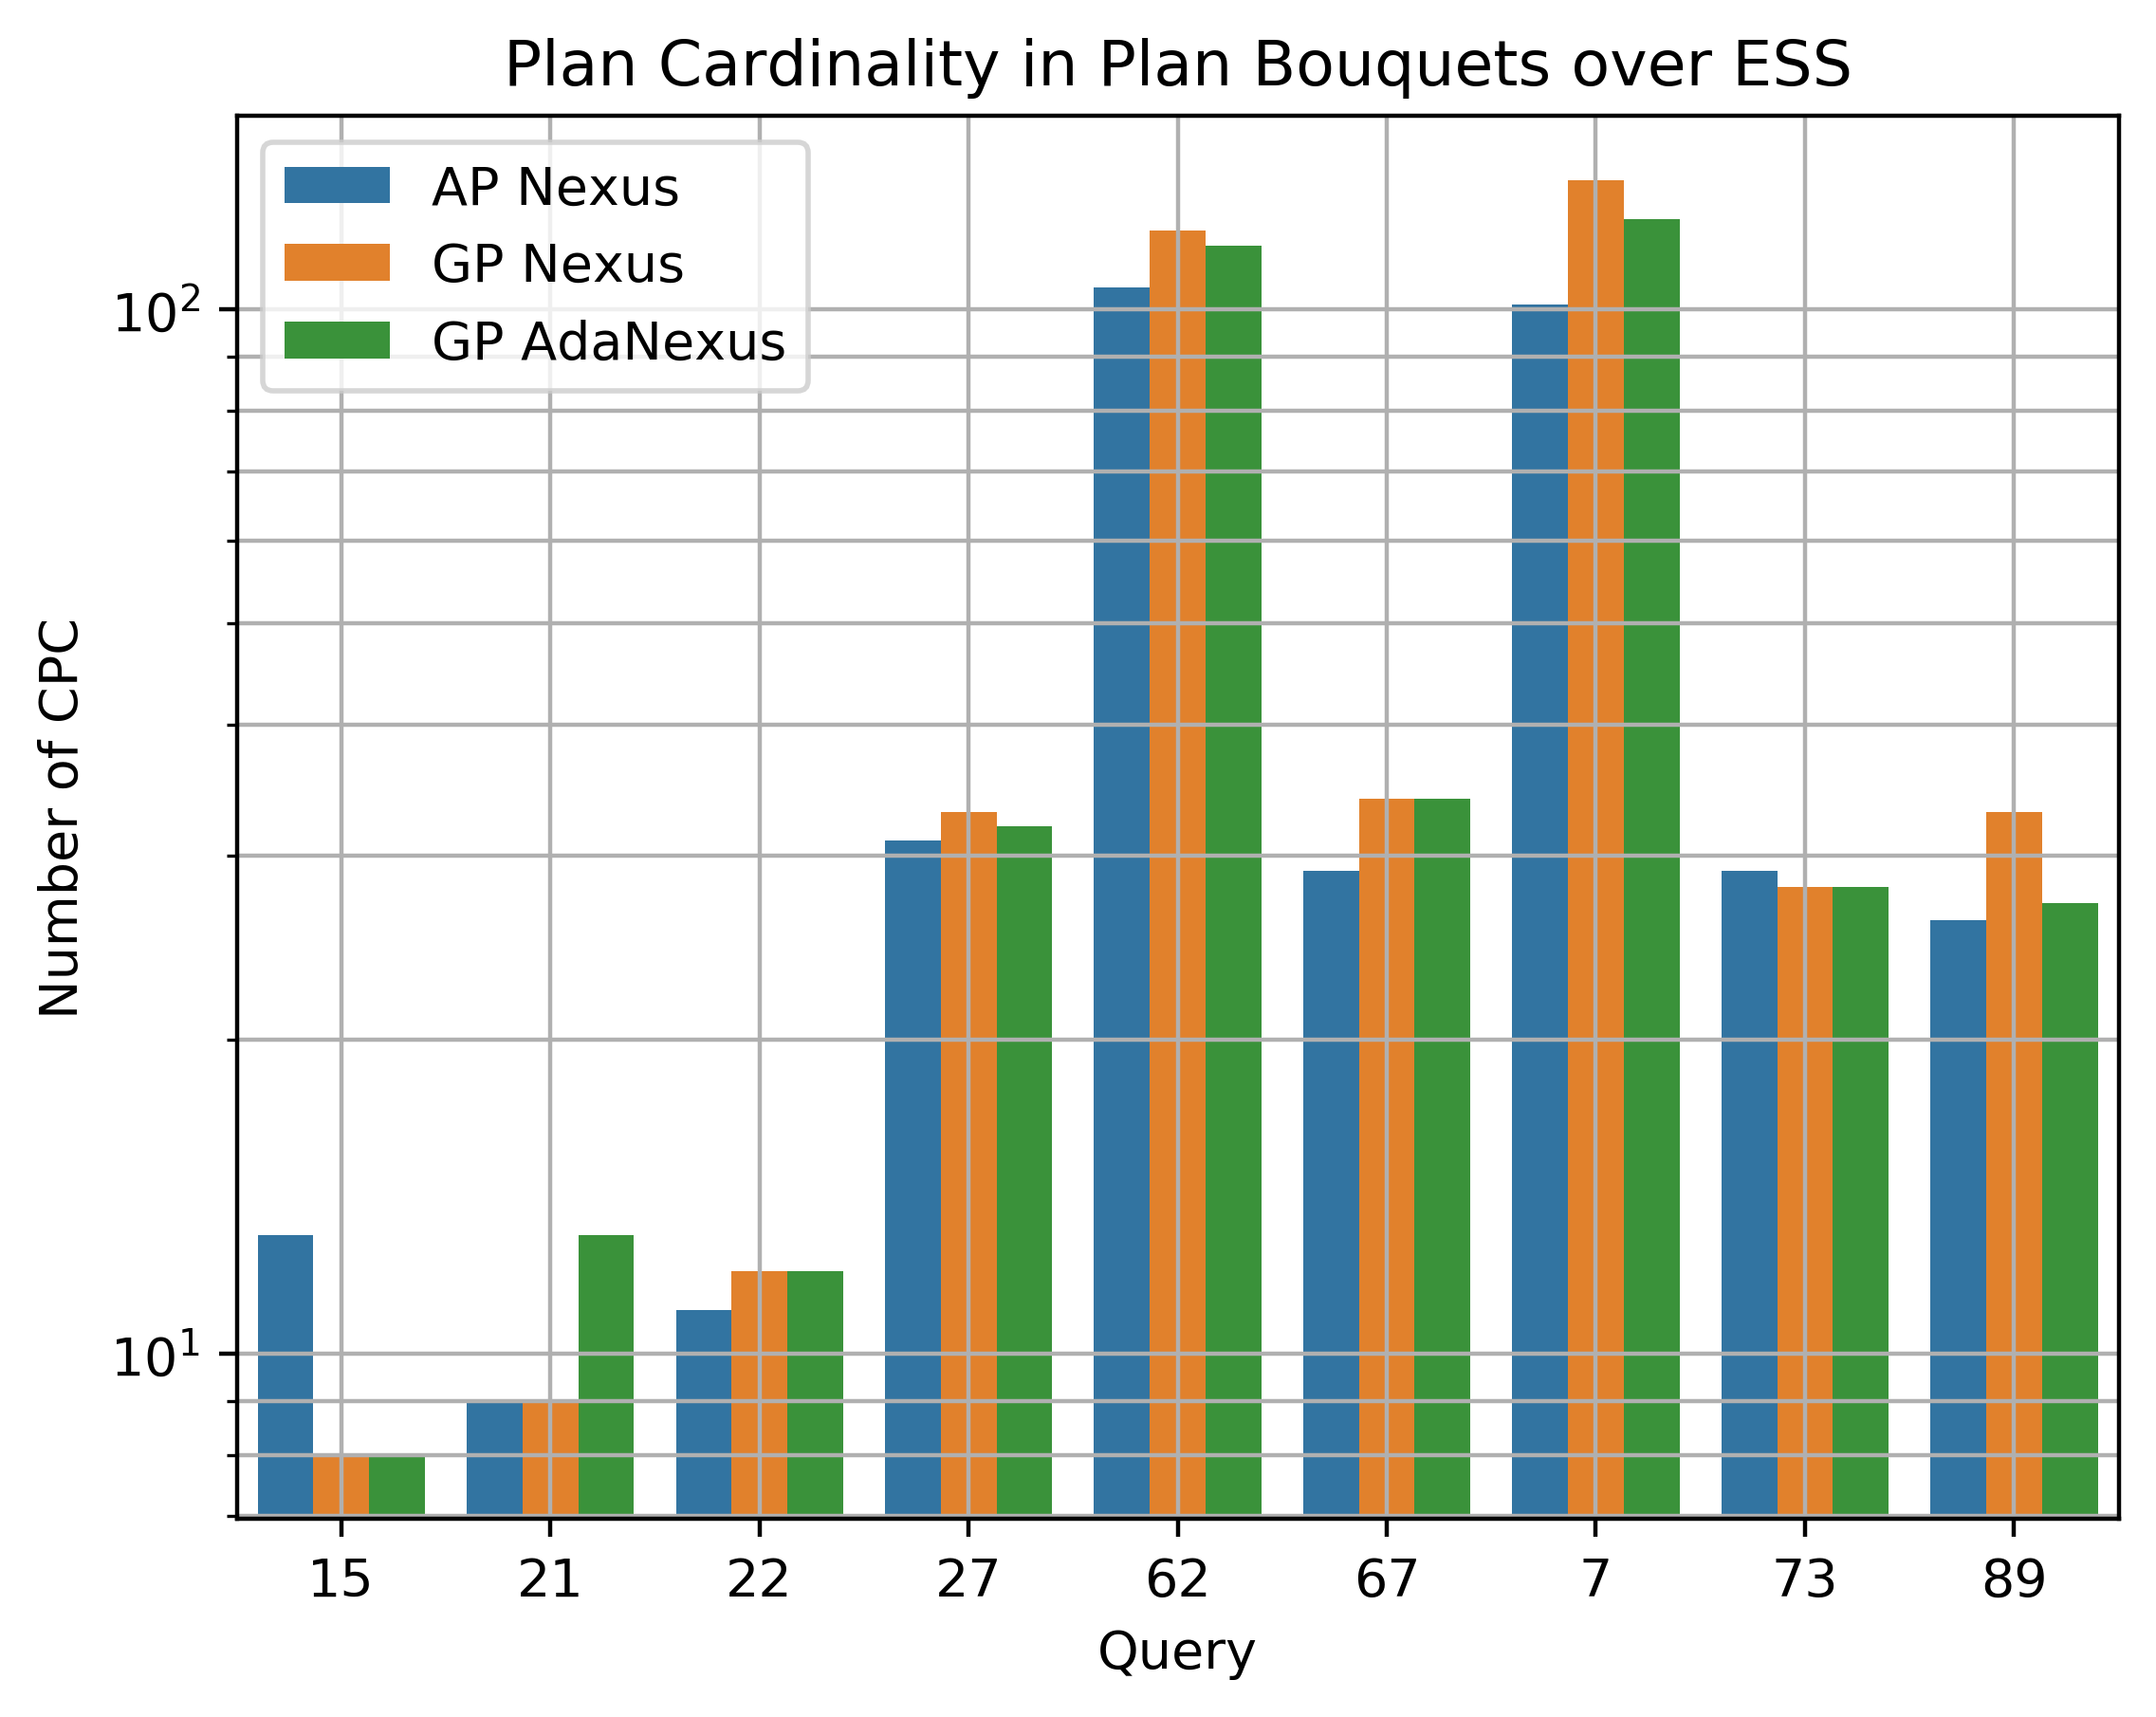 Plan Cardinality in Plan Bouquets over ESS
AP Nexus
GP Nexus
GP AdaNexus
10²
10¹
Number of CPC
15 21 22 27 62 67 7 73 89
Query